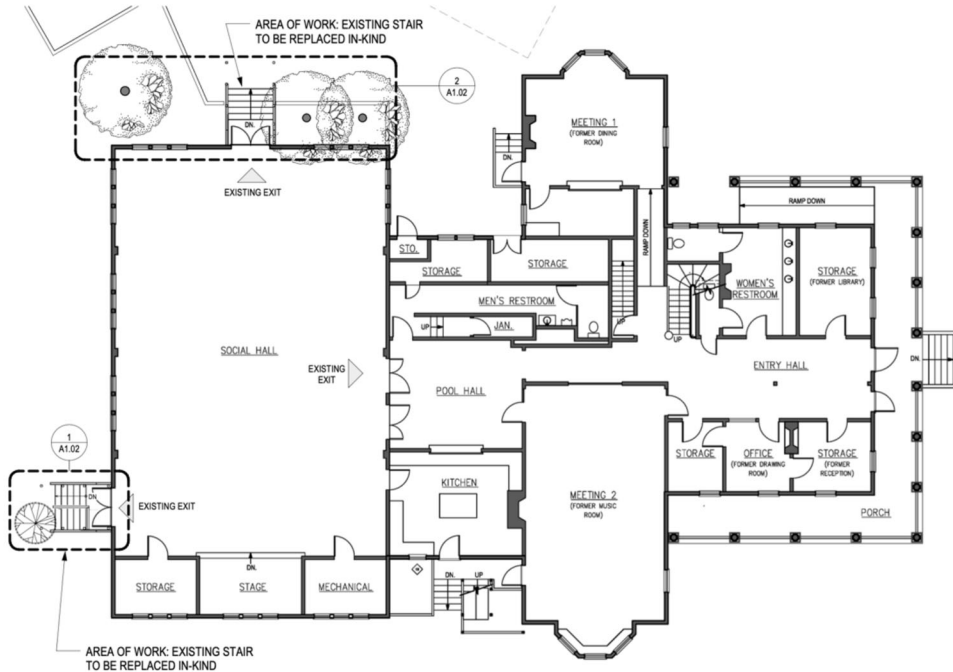 AREA OF WORK: EXISTING STAIR
TO BE REPLACED IN-KIND
2
A1.02
DN.
EXISTING EXIT
MEETING 1
(FORMER DINING
ROOM)
DN.
RAMP DOWN
RAMP DOWN
STO.
STORAGE
STORAGE
WOMEN'S
RESTROOM
STORAGE
(FORMER LIBRARY)
MEN'S RESTROOM
UP
JAN.
UP
UP
SOCIAL HALL
EXISTING
EXIT
POOL HALL
ENTRY HALL
DN.
1
A1.02
DN.
EXISTING EXIT
KITCHEN
MEETING 2
(FORMER MUSIC
ROOM)
STORAGE
OFFICE
(FORMER DRAWING
ROOM)
STORAGE
(FORMER
RECEPTION)
PORCH
DN.
STORAGE
STAGE
MECHANICAL
DN.
UP
AREA OF WORK: EXISTING STAIR
TO BE REPLACED IN-KIND